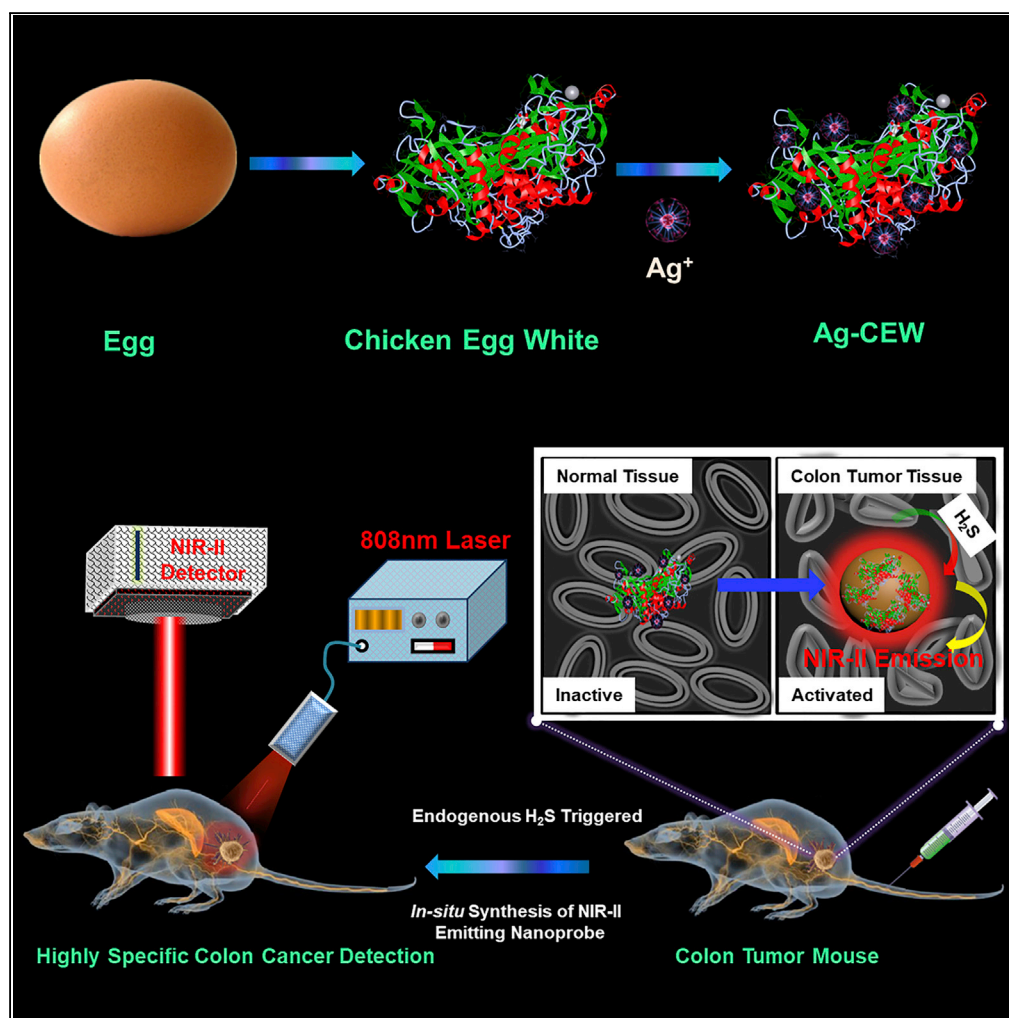 Ag⁺
Egg
Chicken Egg White
Ag-CEW
Normal Tissue
Colon Tumor Tissue
H₂S
NIR-II
Detector
808nm Laser
NIR-II Emission
Inactive
Activated
Endogenous H₂S Triggered
In-situ Synthesis of NIR-II
Emitting Nanoprobe
Highly Specific Colon Cancer Detection
Colon Tumor Mouse